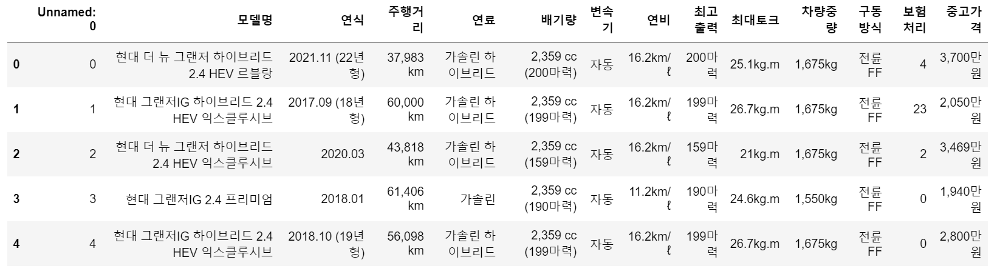 Unnamed: 0 모델명 연식 주행거리 연료 배기량 변속기 연비 최고출력 최대토크 차량중량 구동방식 보험처리 중고가격
0 0 현대 더 뉴 그랜저 하이브리드 2.4 HEV 르블랑 2021.11 (22년형) 37,983 km 가솔린 하이브리드 2,359 cc (200마력) 자동 16.2km/ℓ 200마력 25.1kg.m 1,675kg 전륜 FF 4 3,700만원
1 1 현대 그랜저IG 하이브리드 2.4 HEV 익스클루시브 2017.09 (18년형) 60,000 km 가솔린 하이브리드 2,359 cc (199마력) 자동 16.2km/ℓ 199마력 26.7kg.m 1,675kg 전륜 FF 23 2,050만원
2 2 현대 더 뉴 그랜저 하이브리드 2.4 HEV 익스클루시브 2020.03 43,818 km 가솔린 하이브리드 2,359 cc (159마력) 자동 16.2km/ℓ 159마력 21kg.m 1,675kg 전륜 FF 2 3,469만원
3 3 현대 그랜저IG 2.4 프리미엄 2018.01 61,406 km 가솔린 2,359 cc (190마력) 자동 11.2km/ℓ 190마력 24.6kg.m 1,550kg 전륜 FF 0 1,940만원
4 4 현대 그랜저IG 하이브리드 2.4 HEV 익스클루시브 2018.10 (19년형) 56,098 km 가솔린 하이브리드 2,359 cc (199마력) 자동 16.2km/ℓ 199마력 26.7kg.m 1,675kg 전륜 FF 0 2,800만원